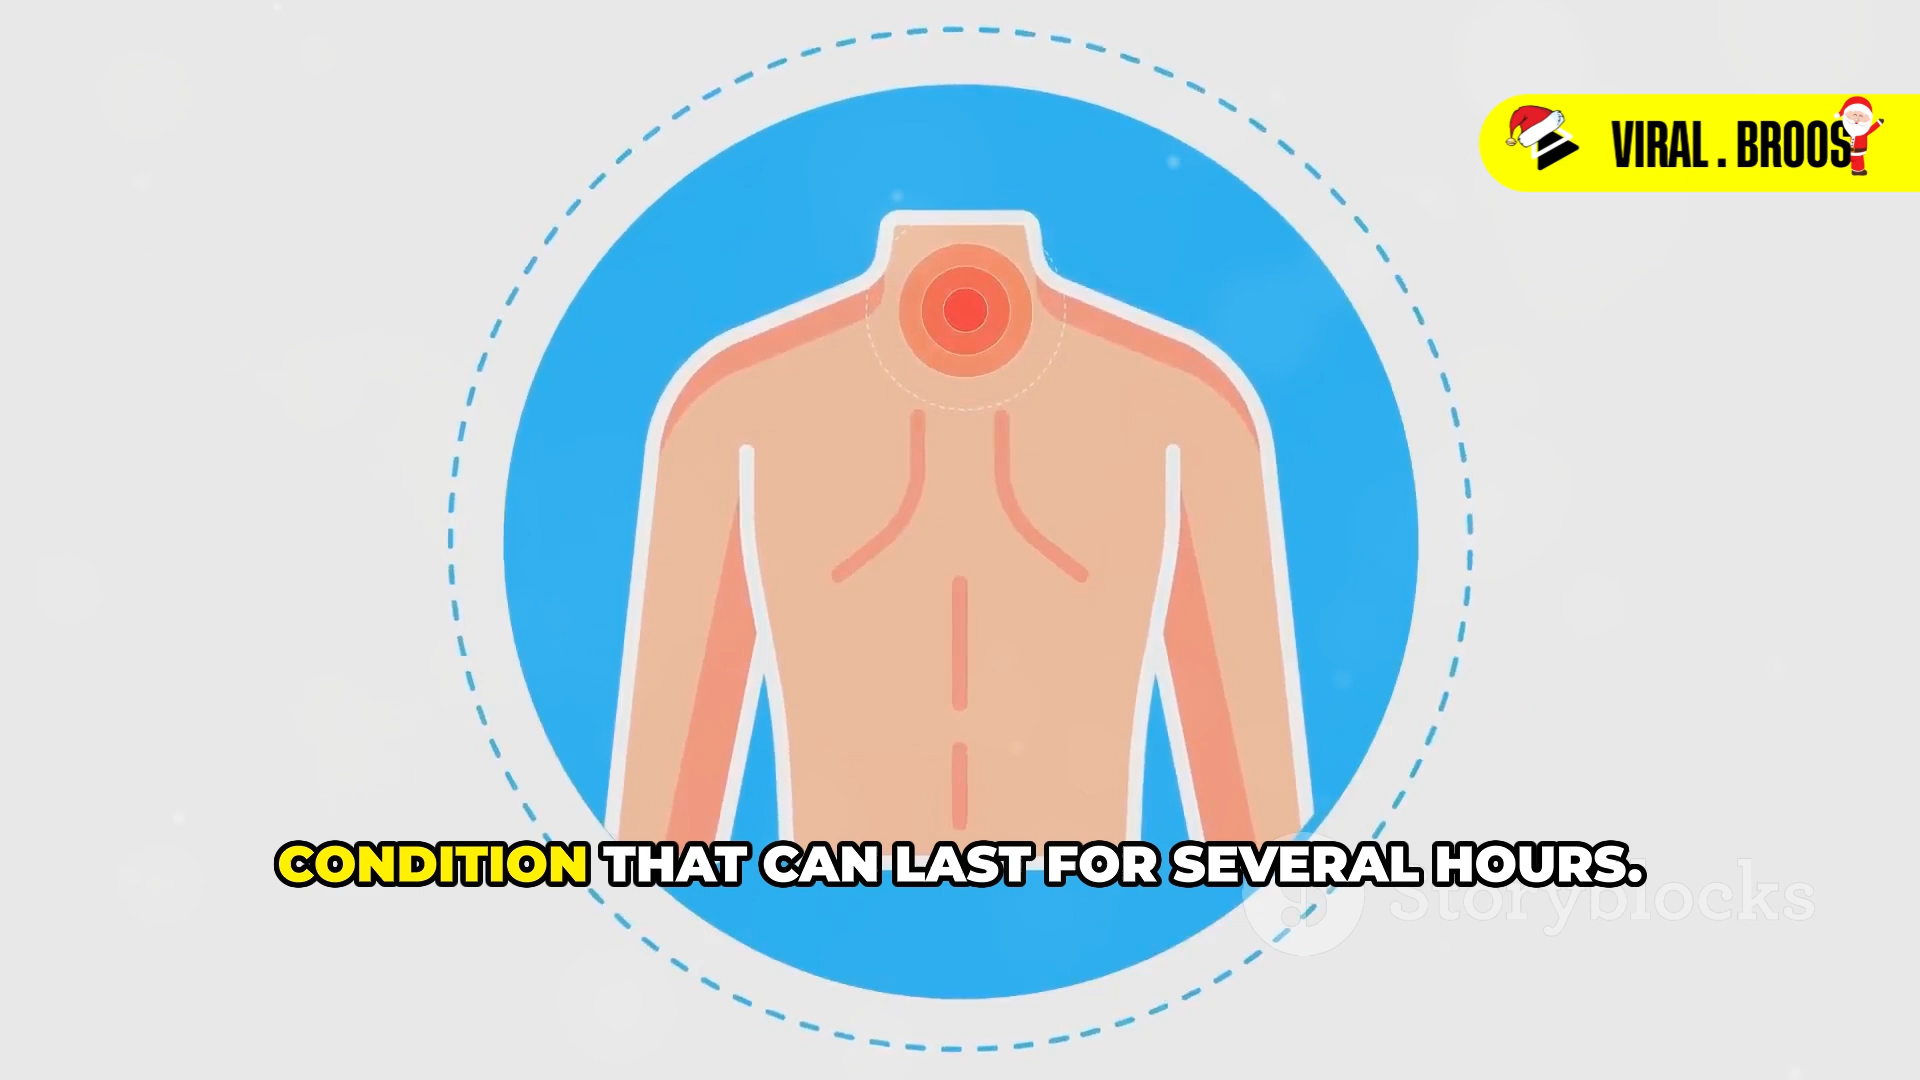 VIRAL . BROOS
CONDITION THAT CAN LAST FOR SEVERAL HOURS.
Storyblocks